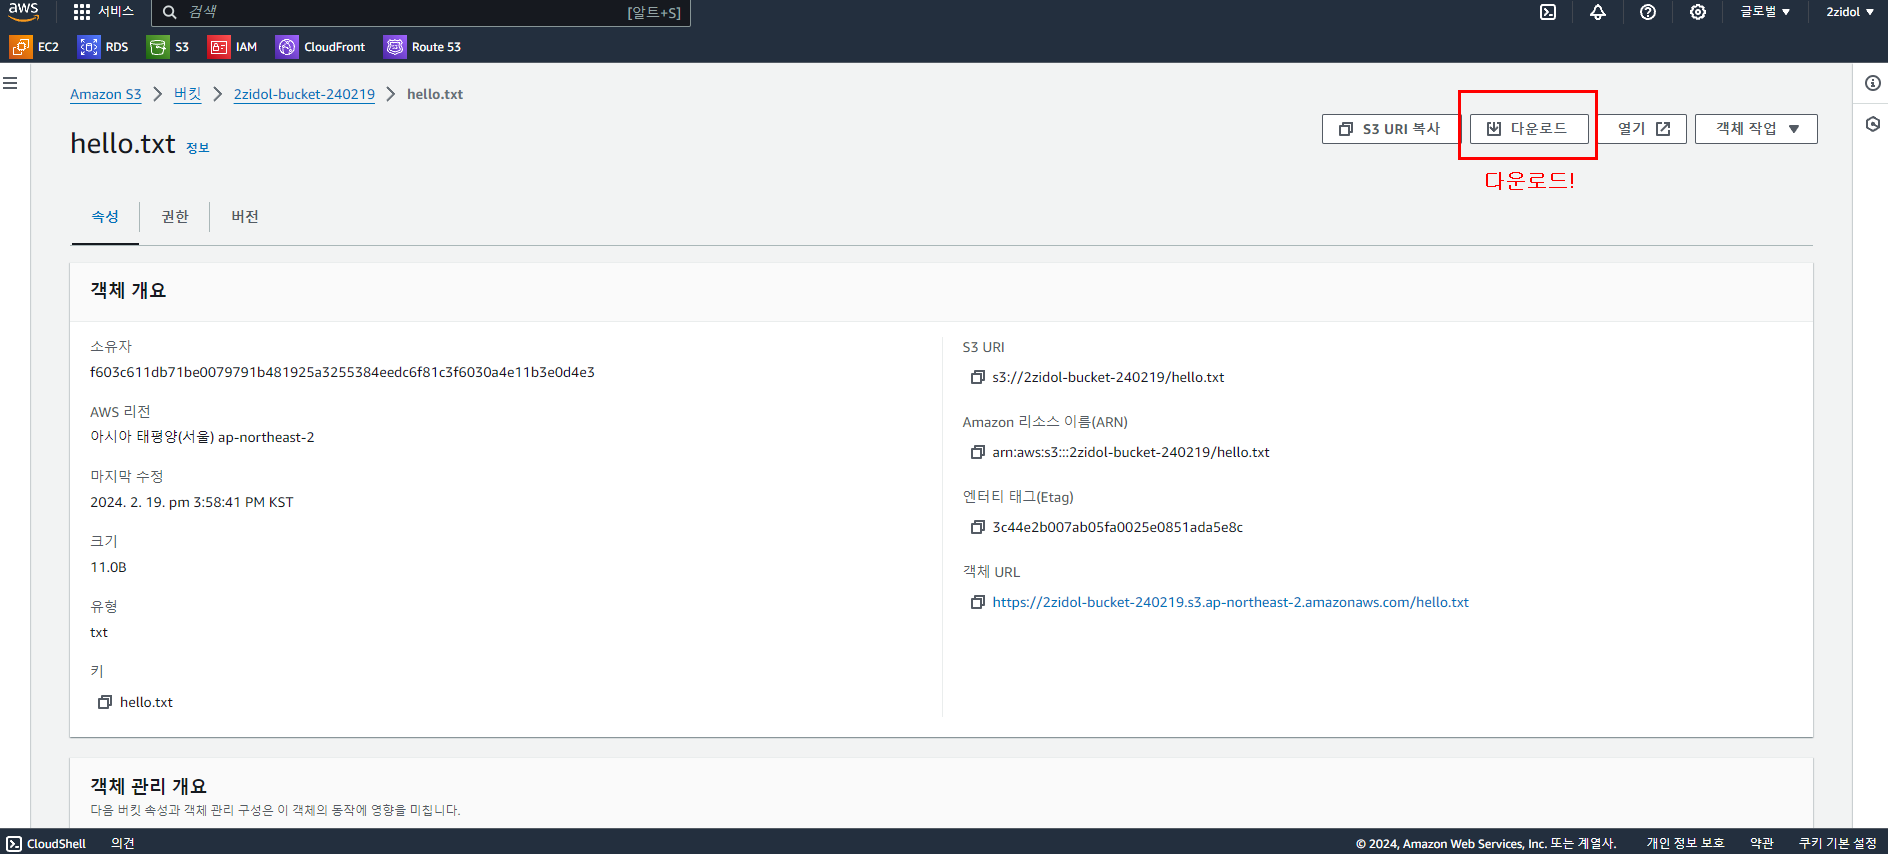 aws 서비스 검색 [알트+S] 글로벌 2zidol
EC2 RDS S3 IAM CloudFront Route 53
Amazon S3 버킷 2zidol-bucket-240219 hello.txt
hello.txt 정보
S3 URI 복사 다운로드 열기 객체 작업
다운로드!
속성 권한 버전
객체 개요
소유자
f603c611db71be0079791b481925a3255384eedc6f81c3f6030a4e11b3e0d4e3
AWS 리전
아시아 태평양(서울) ap-northeast-2
마지막 수정
2024. 2. 19. pm 3:58:41 PM KST
크기
11.0B
유형
txt
키
hello.txt
S3 URI
s3://2zidol-bucket-240219/hello.txt
Amazon 리소스 이름(ARN)
arn:aws:s3:::2zidol-bucket-240219/hello.txt
엔터티 태그(Etag)
3c44e2b007ab05fa0025e0851ada5e8c
객체 URL
https://2zidol-bucket-240219.s3.ap-northeast-2.amazonaws.com/hello.txt
객체 관리 개요
다음 버킷 속성과 객체 관리 구성은 이 객체의 동작에 영향을 미칩니다.
CloudShell 의견 © 2024, Amazon Web Services, Inc. 또는 계열사. 개인 정보 보호 약관 쿠키 기본 설정